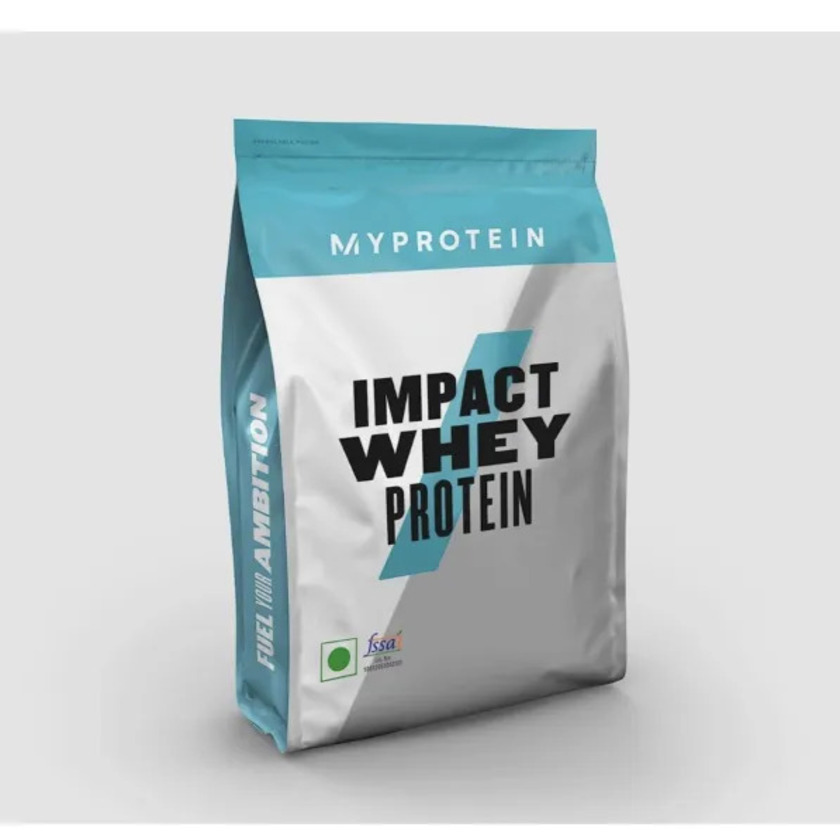 MYPROTEIN
IMPACT
WHEY
PROTEIN
FUEL YOUR AMBITION
fssai